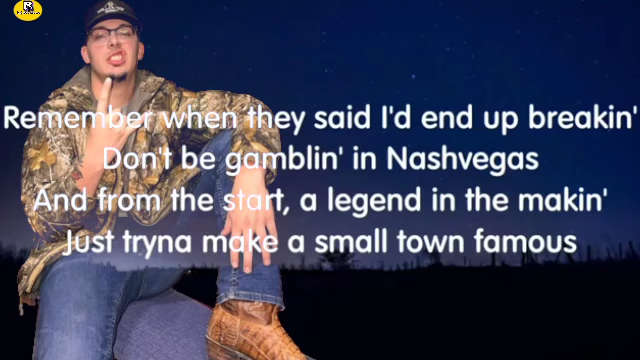 Remember when they said I'd end up breakin'
Don't be gamblin' in Nashvegas
And from the start, a legend in the makin'
Just tryna make a small town famous